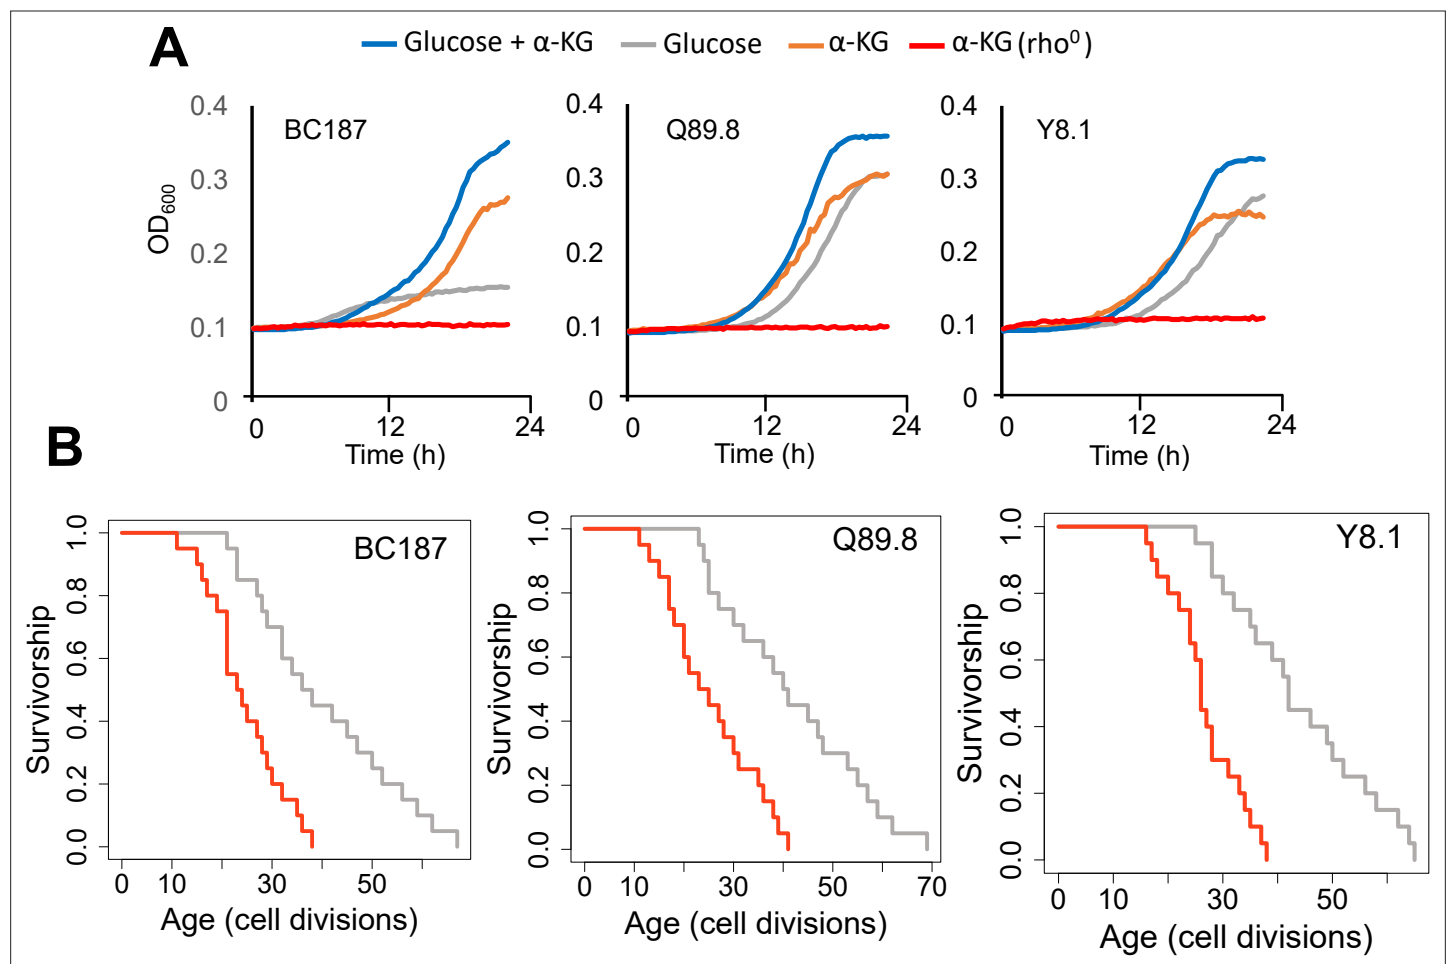 A
Glucose + α-KG Glucose α-KG α-KG (rho⁰)
0.4 0.4 0.4
BC187 Q89.8 Y8.1
0.3 0.3 0.3
OD₆₀₀
0.2 0.2 0.2
0.1 0.1 0.1
0 0 0
0 12 24 0 12 24 0 12 24
Time (h) Time (h) Time (h)
B
BC187 Q89.8 Y8.1
Survivorship Survivorship Survivorship
1.0 1.0 1.0
0.8 0.8 0.8
0.6 0.6 0.6
0.4 0.4 0.4
0.2 0.2 0.2
0.0 0.0 0.0
0 10 30 50 0 10 30 50 70 0 10 30 50
Age (cell divisions) Age (cell divisions) Age (cell divisions)